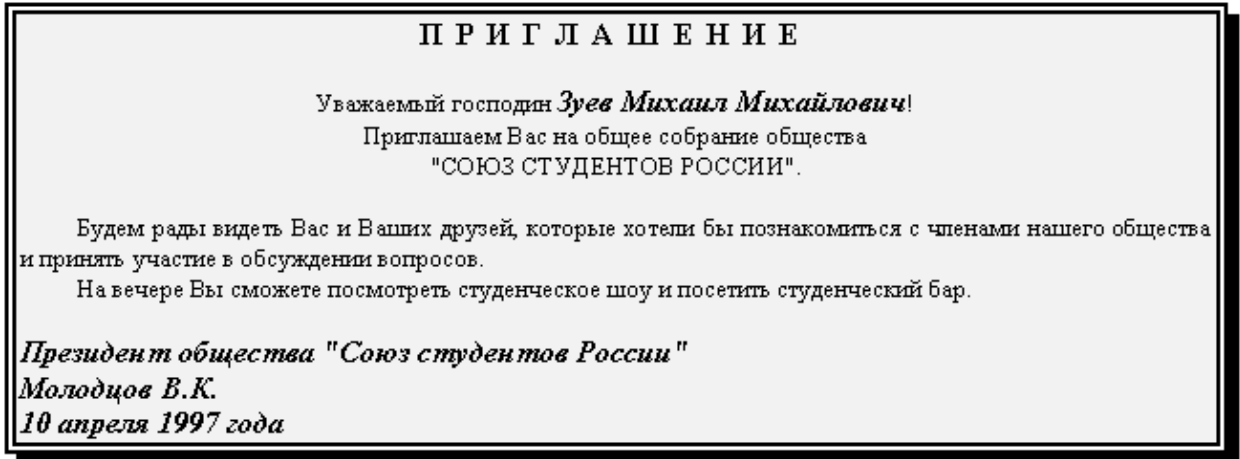 П Р И Г Л А Ш Е Н И Е
Уважаемый господин Зуев Михаил Михайлович!
Приглашаем Вас на общее собрание общества
"СОЮЗ СТУДЕНТОВ РОССИИ".
Будем рады видеть Вас и Ваших друзей, которые хотели бы познакомиться с членами нашего общества
и принять участие в обсуждении вопросов.
На вечере Вы сможете посмотреть студенческое шоу и посетить студенческий бар.
Президент общества "Союз студентов России"
Молодцов В.К.
10 апреля 1997 года